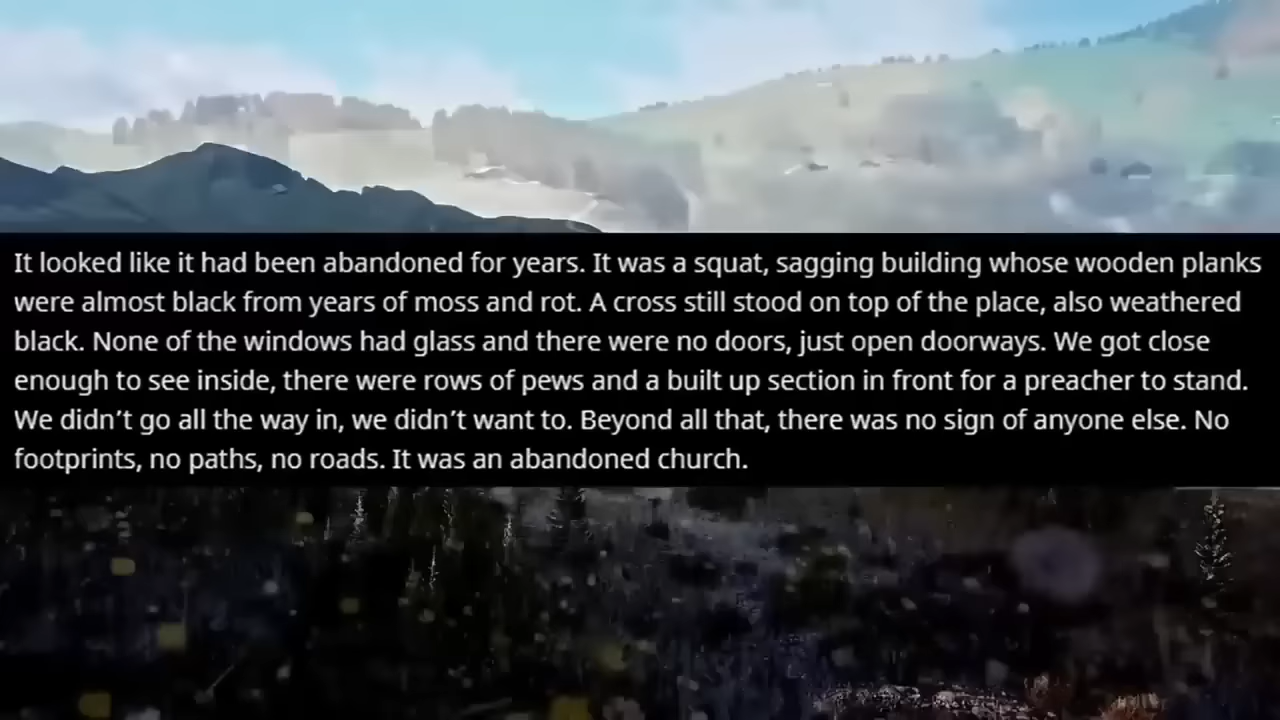 It looked like it had been abandoned for years. It was a squat, sagging building whose wooden planks
were almost black from years of moss and rot. A cross still stood on top of the place, also weathered
black. None of the windows had glass and there were no doors, just open doorways. We got close
enough to see inside, there were rows of pews and a built up section in front for a preacher to stand.
We didn’t go all the way in, we didn’t want to. Beyond all that, there was no sign of anyone else. No
footprints, no paths, no roads. It was an abandoned church.